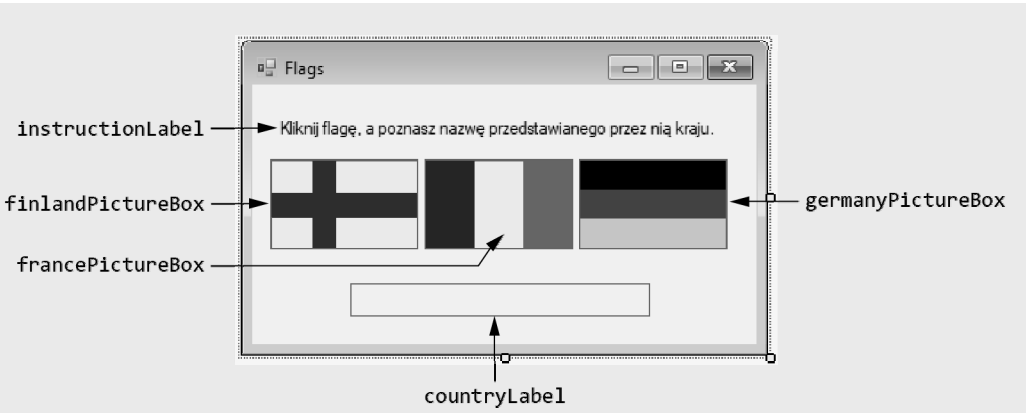 Flags
instructionLabel
Kliknij flagę, a poznasz nazwę przedstawianego przez nią kraju.
finlandPictureBox
germanyPictureBox
francePictureBox
countryLabel